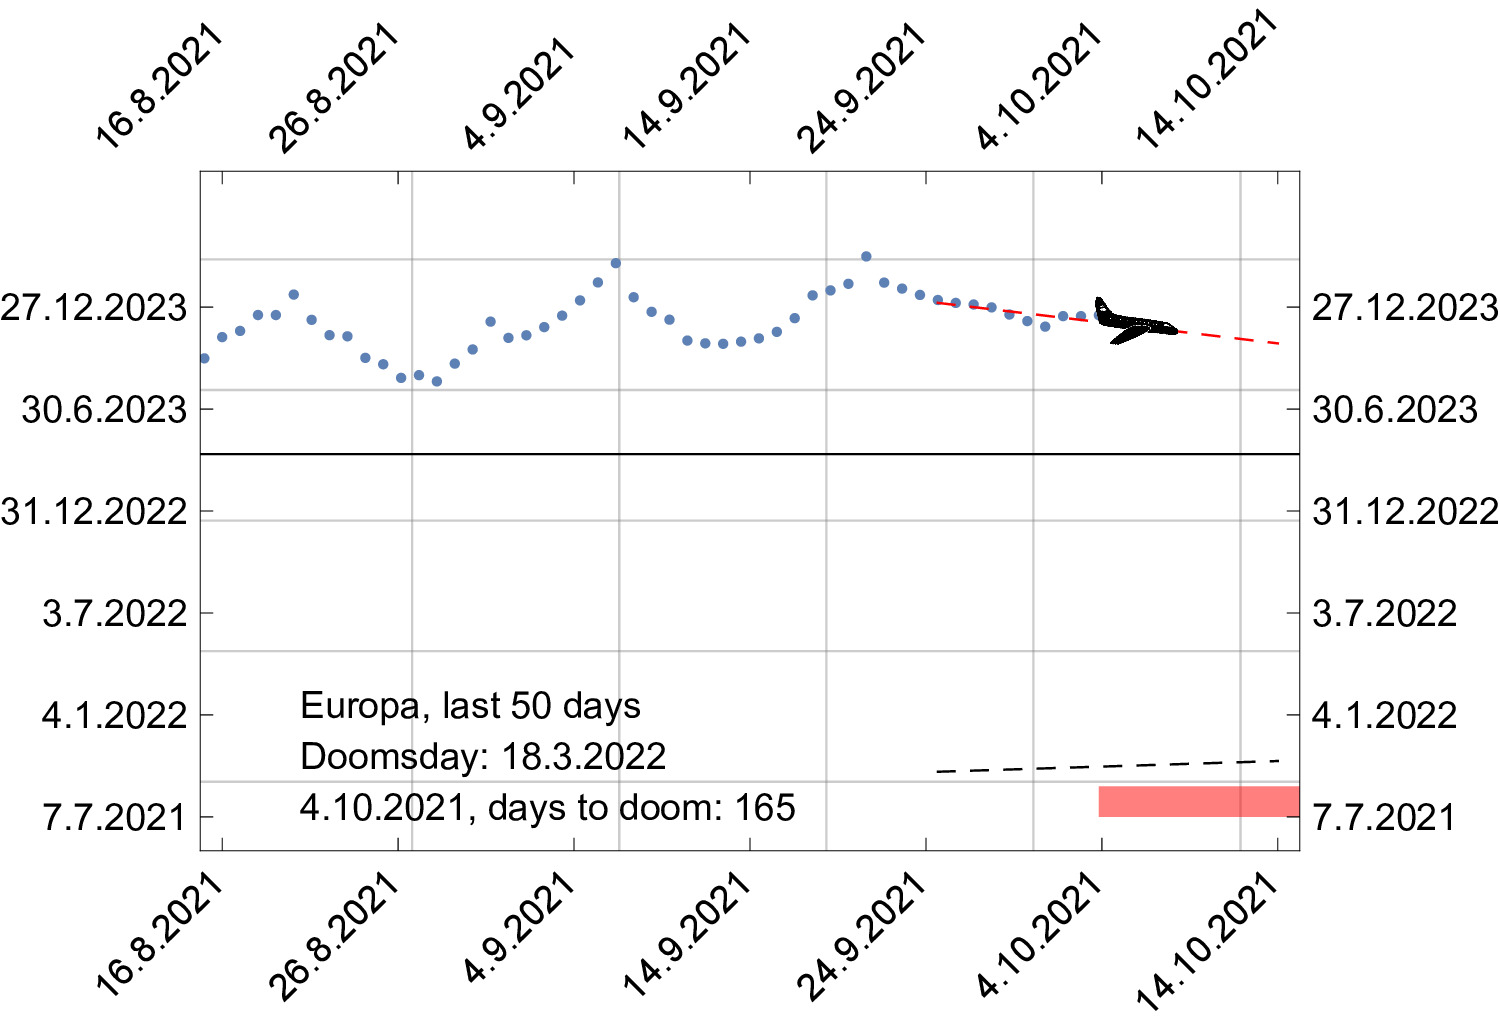 16.8.2021 26.8.2021 4.9.2021 14.9.2021 24.9.2021 4.10.2021 14.10.2021
27.12.2023 27.12.2023
30.6.2023 30.6.2023
31.12.2022 31.12.2022
3.7.2022 3.7.2022
Europa, last 50 days
4.1.2022 4.1.2022
Doomsday: 18.3.2022
4.10.2021, days to doom: 165
7.7.2021 7.7.2021
16.8.2021 26.8.2021 4.9.2021 14.9.2021 24.9.2021 4.10.2021 14.10.2021